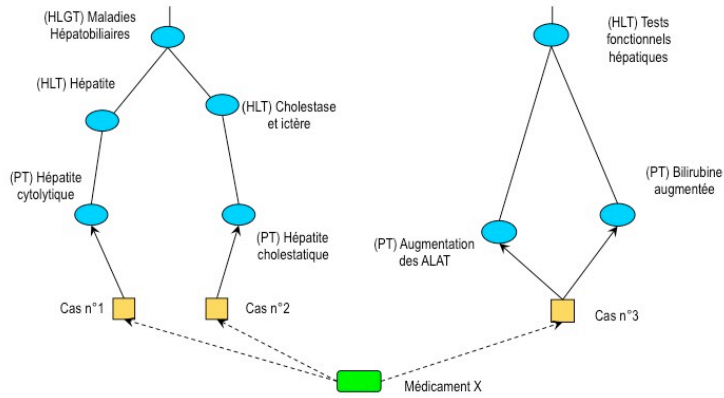 (HLGT) Maladies
Hépatobiliaires
(HLT) Tests
fonctionnels
hépatiques
(HLT) Hépatite
(HLT) Cholestase
et ictère
(PT) Hépatite
cytolytique
(PT) Bilirubine
augmentée
(PT) Hépatite
cholestatique
(PT) Augmentation
des ALAT
Cas n°1
Cas n°2
Cas n°3
Médicament X